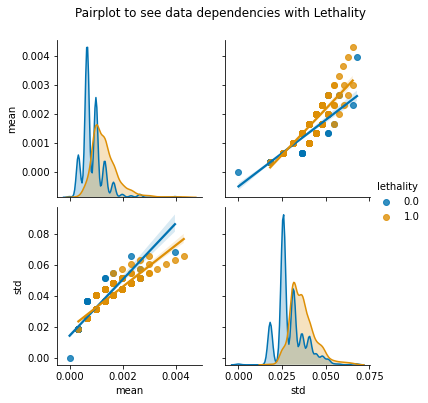 Pairplot to see data dependencies with Lethality
0.004
0.003
0.002
0.001
0.000
mean
lethality
0.0
1.0
0.08
0.06
0.04
0.02
0.00
std
0.000 0.002 0.004
mean
0.000 0.025 0.050 0.075
std